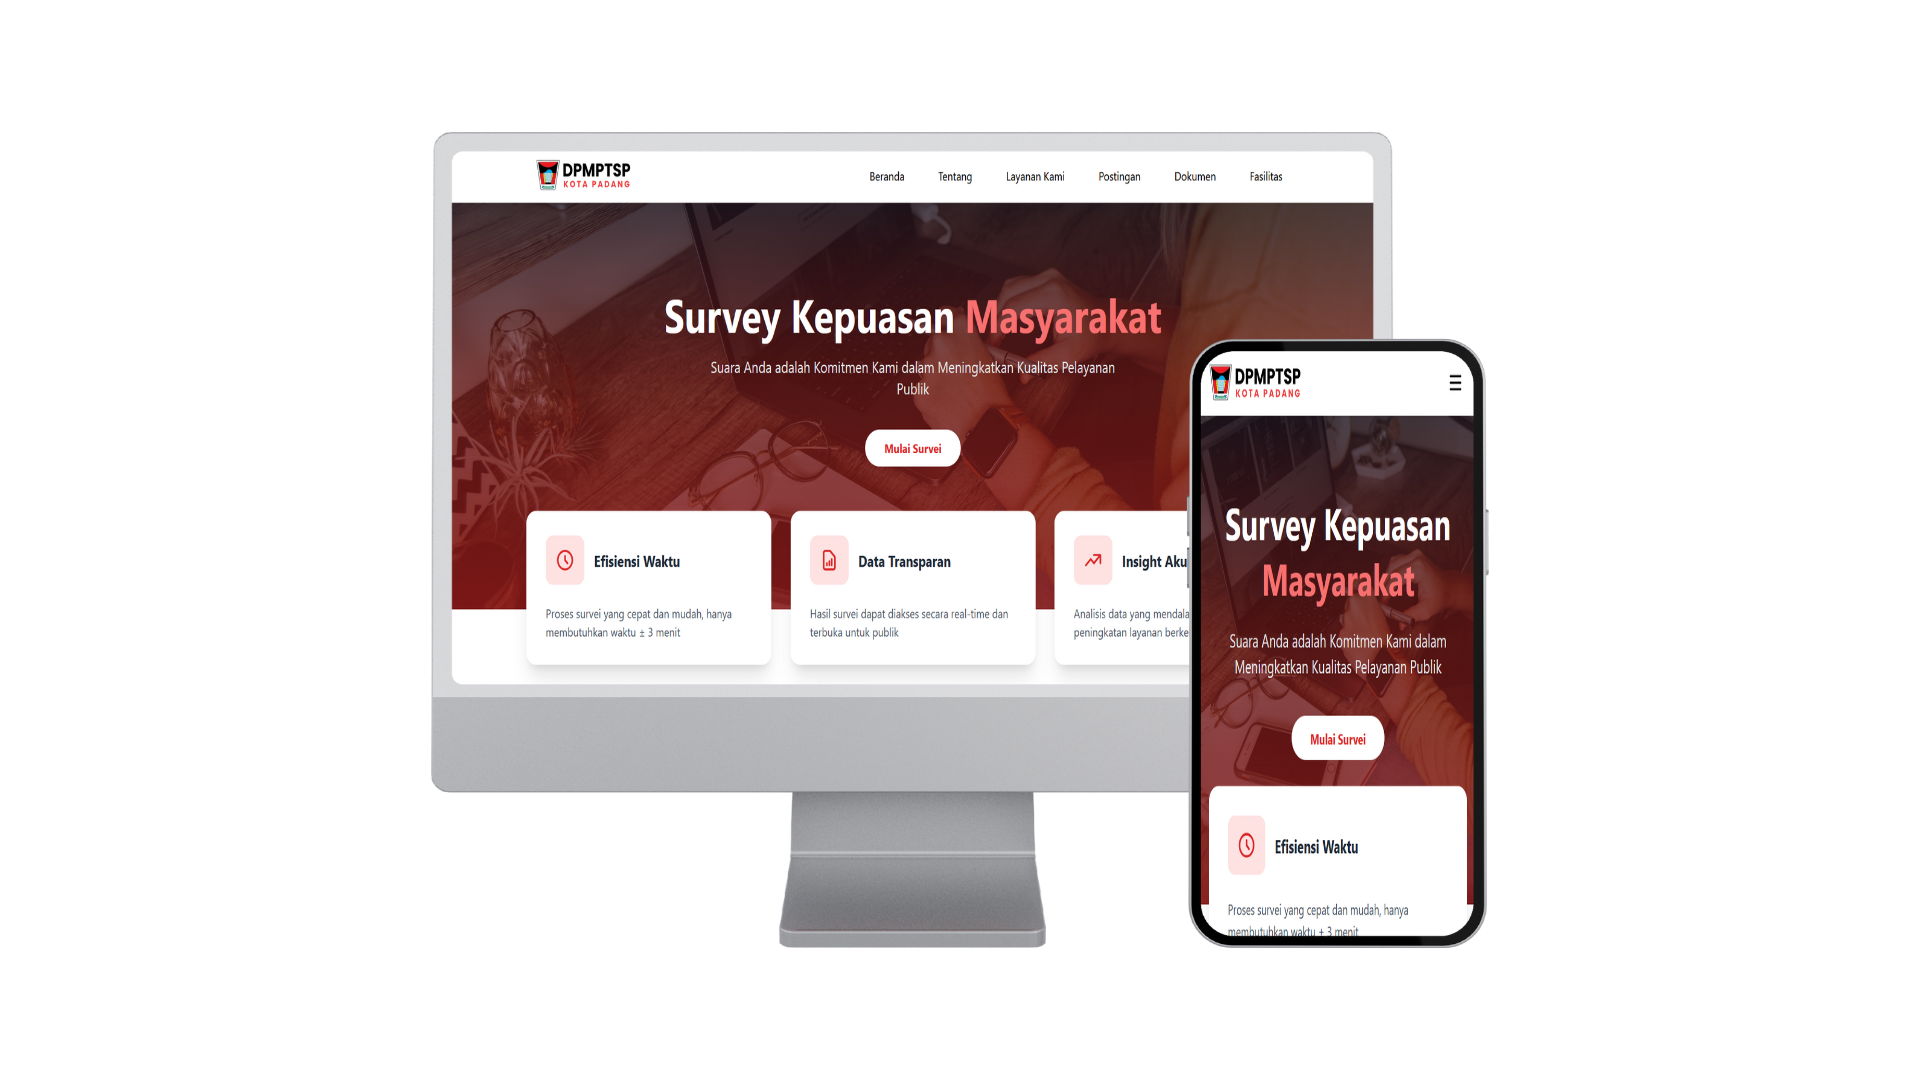 DPMPTSP
KOTA PADANG
Beranda Tentang Layanan Kami Postingan Dokumen Fasilitas
Survey Kepuasan Masyarakat
Suara Anda adalah Komitmen Kami dalam Meningkatkan Kualitas Pelayanan
Publik
Mulai Survei
Efisiensi Waktu
Proses survei yang cepat dan mudah, hanya
membutuhkan waktu ± 3 menit
Data Transparan
Hasil survei dapat diakses secara real-time dan
terbuka untuk publik
Insight Aku
Analisis data yang mendala
peningkatan layanan berke
DPMPTSP
KOTA PADANG
Survey Kepuasan
Masyarakat
Suara Anda adalah Komitmen Kami dalam
Meningkatkan Kualitas Pelayanan Publik
Mulai Survei
Efisiensi Waktu
Proses survei yang cepat dan mudah, hanya
membutuhkan waktu ± 3 menit